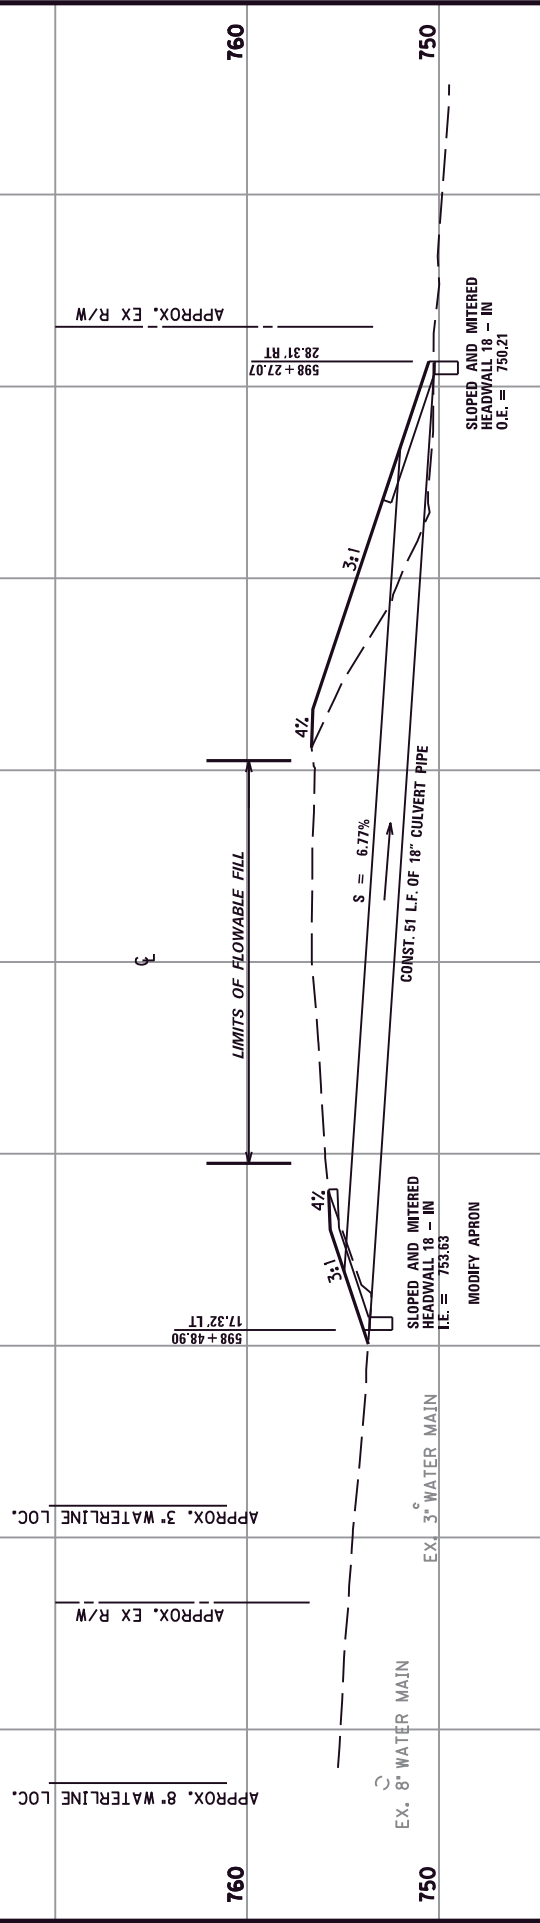 760
750
APPROX. EX R/W
598+27.07
28.31' RT
SLOPED AND MITERED
HEADWALL 18 - IN
O.E. = 750.21
3:1
4%
LIMITS OF FLOWABLE FILL
CL
S = 6.77%
CONST. 51 L.F. OF 18" CULVERT PIPE
4%
3:1
598+48.90
17.32' LT
SLOPED AND MITERED
HEADWALL 18 - IN
I.E. = 753.63
MODIFY APRON
APPROX. 3" WATERLINE LOC.
EX. 3" WATER MAIN
APPROX. EX R/W
APPROX. 8" WATERLINE LOC.
EX. 8" WATER MAIN
760
750